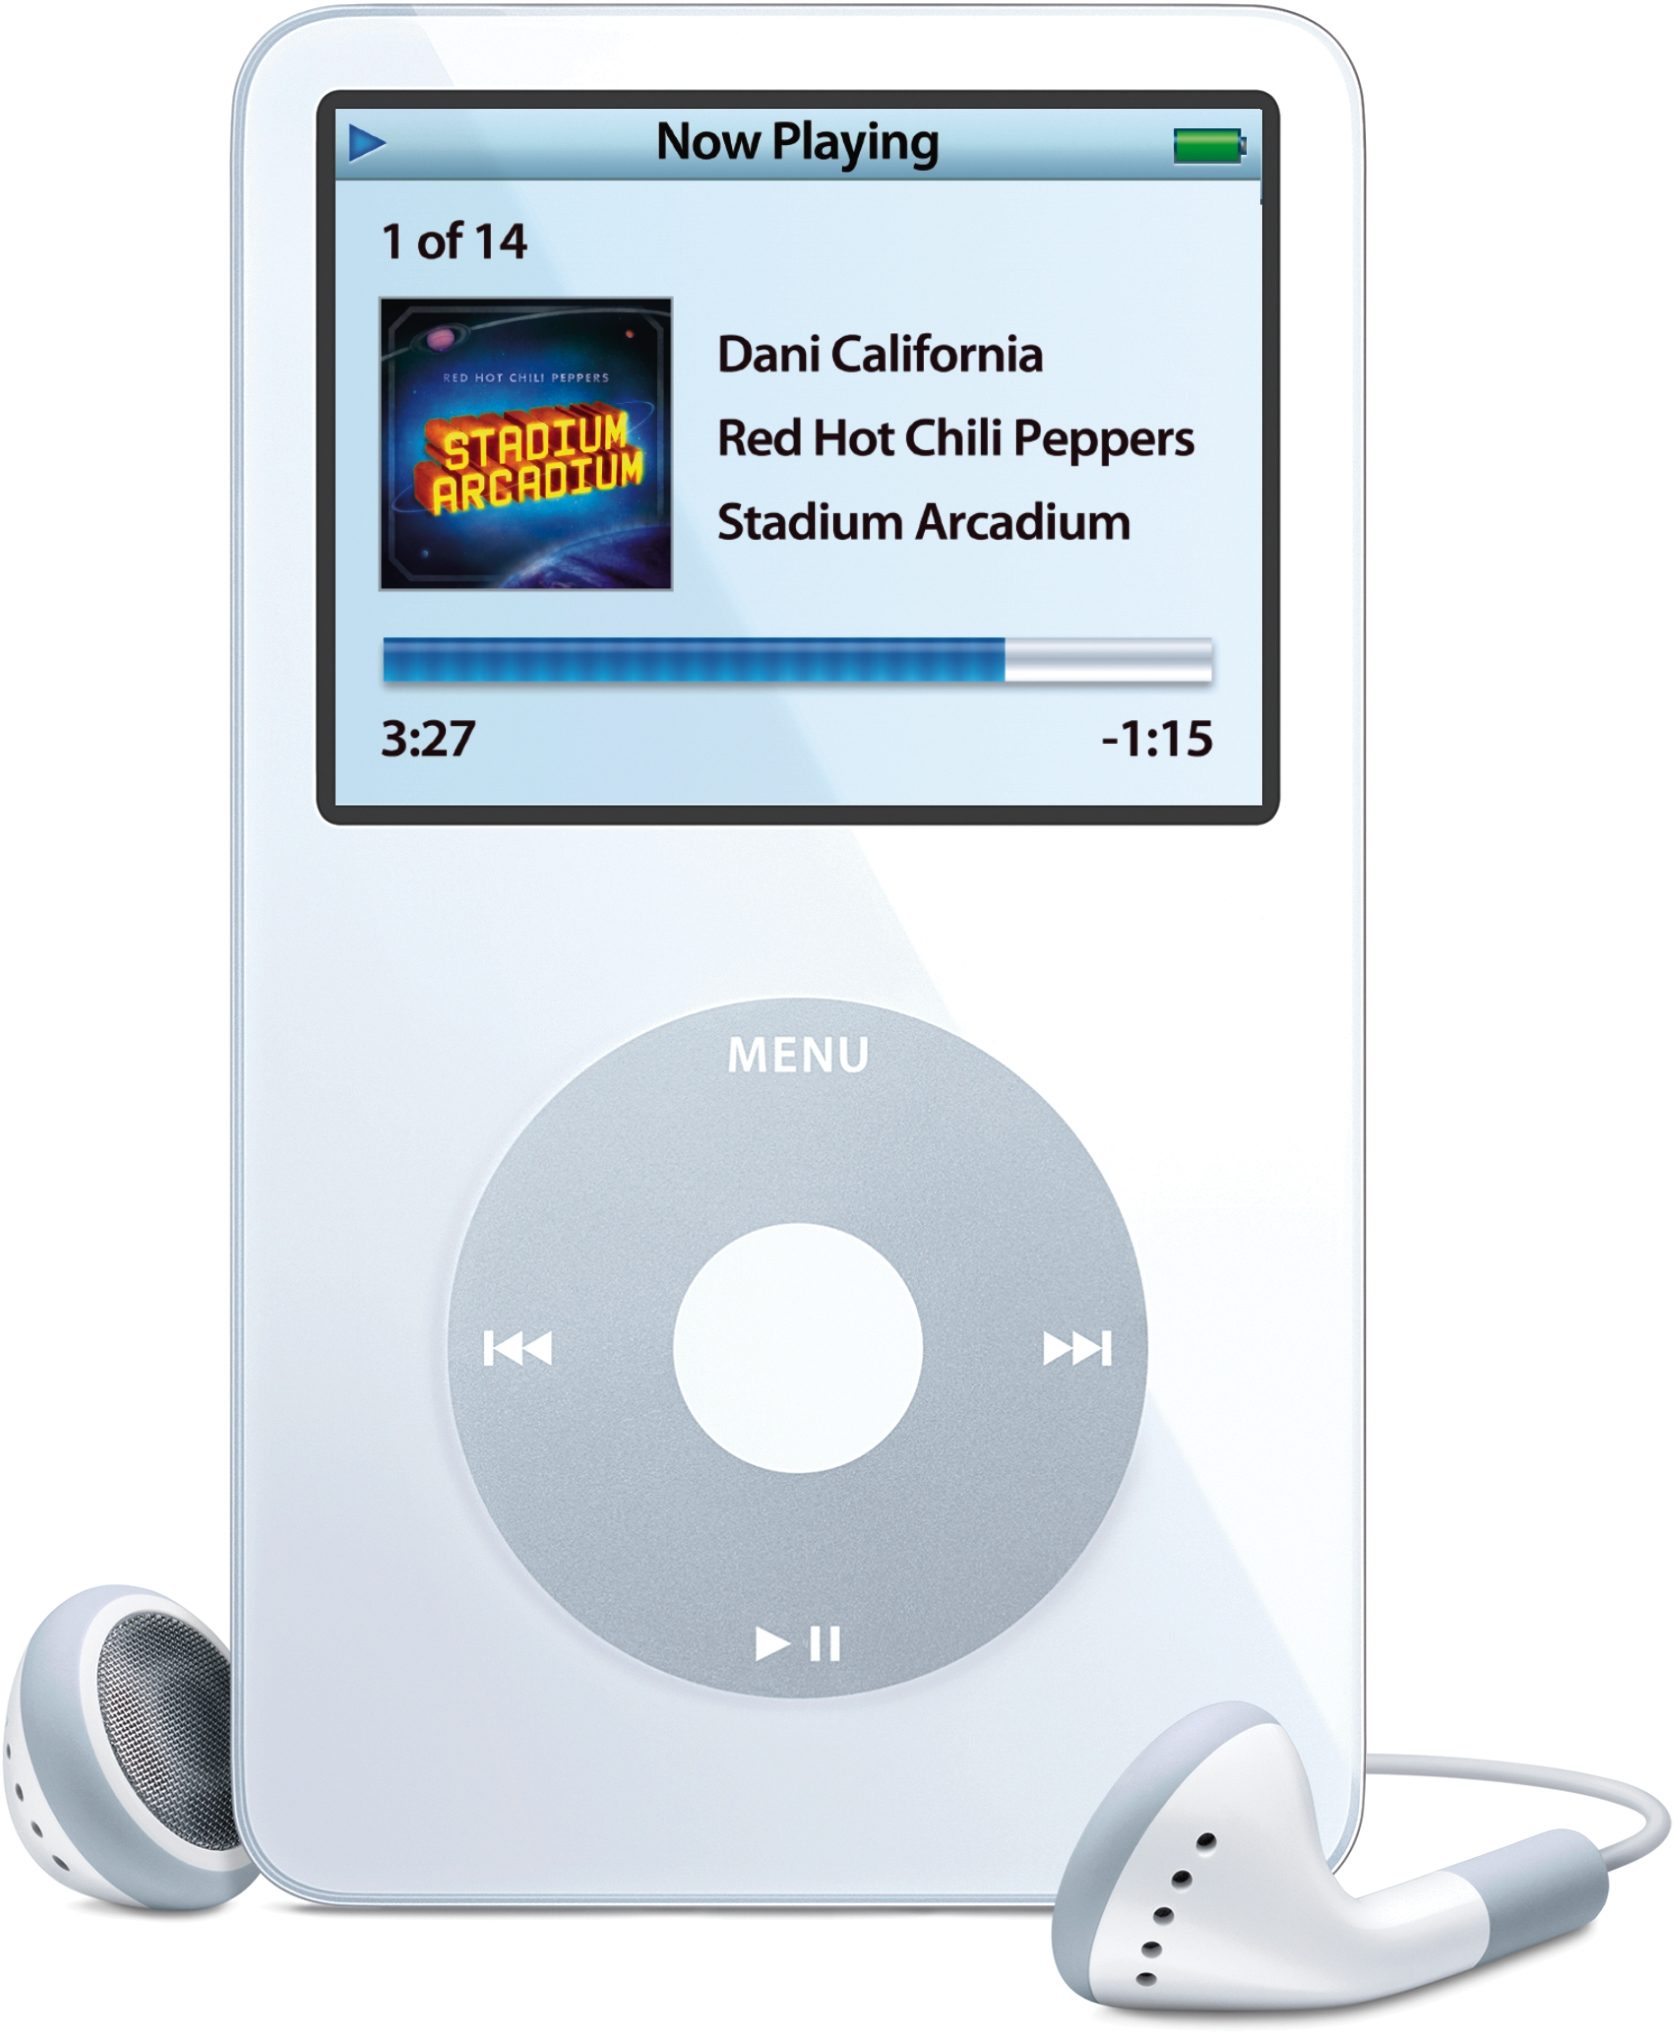 Now Playing
1 of 14
RED HOT CHILI PEPPERS
STADIUM
ARCADIUM
Dani California
Red Hot Chili Peppers
Stadium Arcadium
3:27
-1:15
MENU